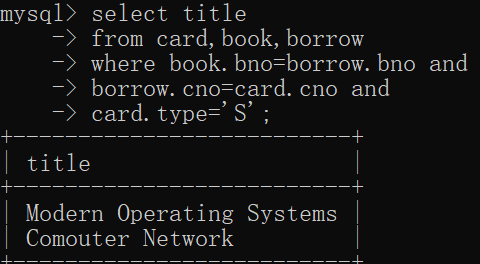 mysql> select title
    -> from card,book,borrow
    -> where book.bno=borrow.bno and
    -> borrow.cno=card.cno and
    -> card.type='S';
+--------------------------+
| title                    |
+--------------------------+
| Modern Operating Systems |
| Comouter Network         |
+--------------------------+